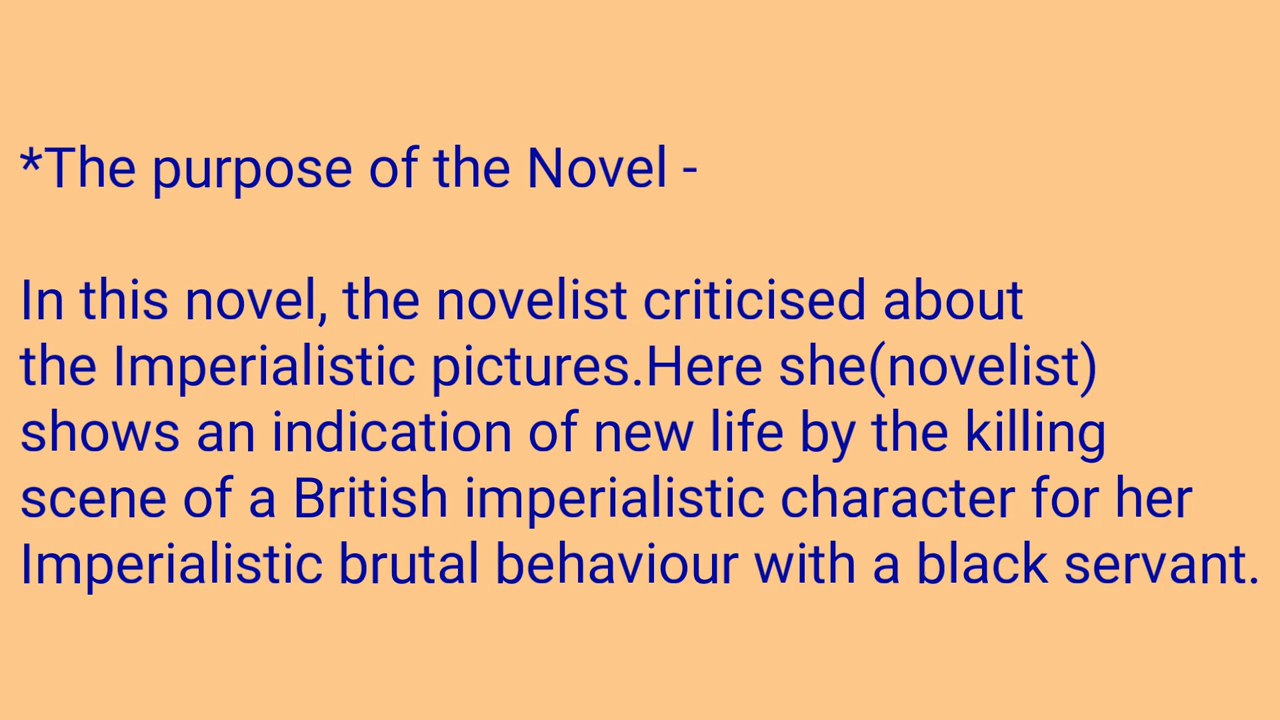 *The purpose of the Novel -
In this novel, the novelist criticised about
the Imperialistic pictures.Here she(novelist)
shows an indication of new life by the killing
scene of a British imperialistic character for her
Imperialistic brutal behaviour with a black servant.